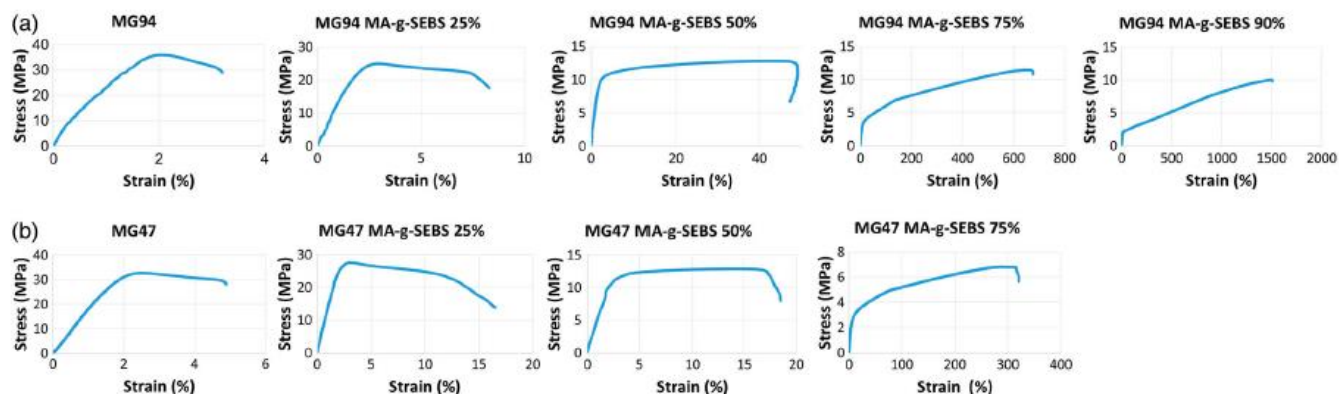 (a)
MG94
MG94 MA-g-SEBS 25%
MG94 MA-g-SEBS 50%
MG94 MA-g-SEBS 75%
MG94 MA-g-SEBS 90%
Stress (MPa)
40
30
20
10
0
0
2
4
Strain (%)
Stress (MPa)
30
20
10
0
0
5
10
Strain (%)
Stress (MPa)
15
10
5
0
0
20
40
Strain (%)
Stress (MPa)
15
10
5
0
0
200
400
600
800
Strain (%)
Stress (MPa)
15
10
5
0
0
500
1000
1500
2000
Strain (%)
(b)
MG47
MG47 MA-g-SEBS 25%
MG47 MA-g-SEBS 50%
MG47 MA-g-SEBS 75%
Stress (MPa)
40
30
20
10
0
0
2
4
6
Strain (%)
Stress (MPa)
30
20
10
0
0
5
10
15
20
Strain (%)
Stress (MPa)
15
10
5
0
0
5
10
15
20
Strain (%)
Stress (MPa)
8
6
4
2
0
0
100
200
300
400
Strain (%)